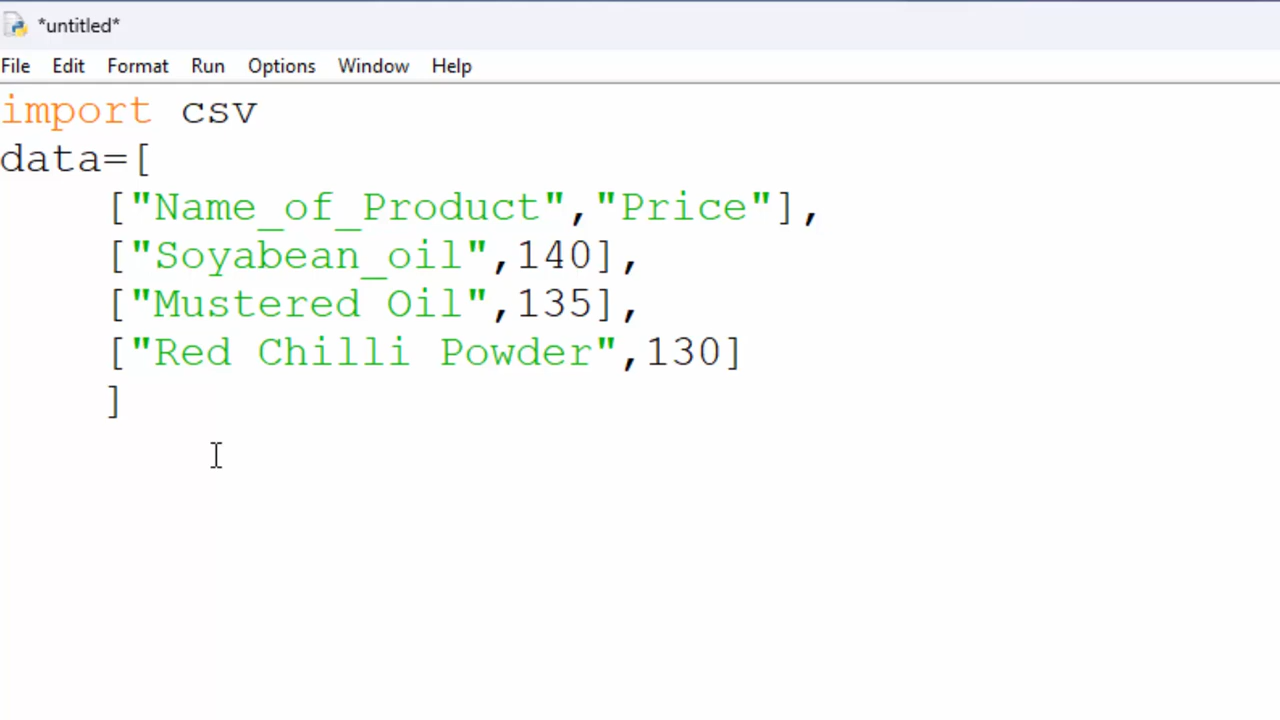 *untitled*
File Edit Format Run Options Window Help
import csv
data=[
["Name_of_Product","Price"],
["Soyabean_oil",140],
["Mustered Oil",135],
["Red Chilli Powder",130]
]